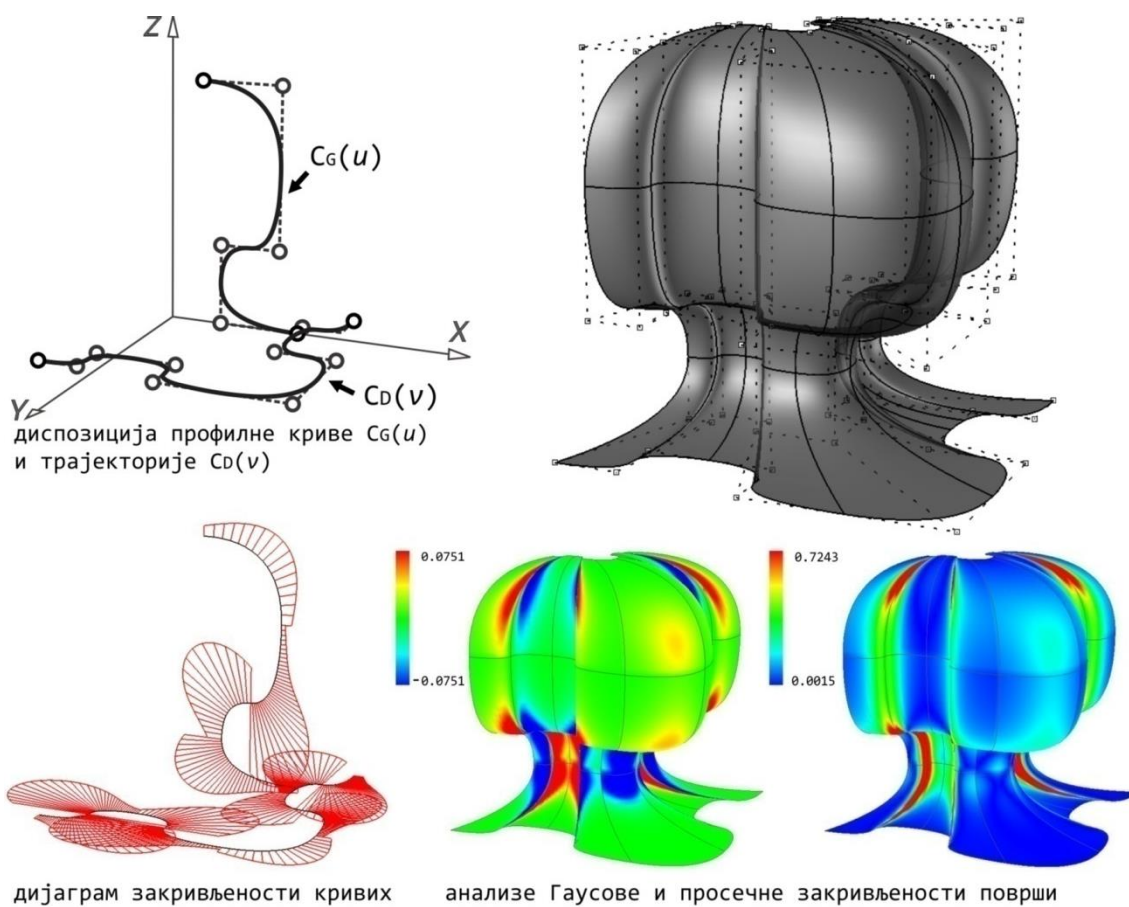 Z
CG(u)
X
CD(v)
Y
диспозиција профилне криве CG(u)
и трајекторије CD(v)
0.0751
-0.0751
0.7243
0.0015
дијаграм закривљености кривих
анализе Гаусове и просечне закривљености површи